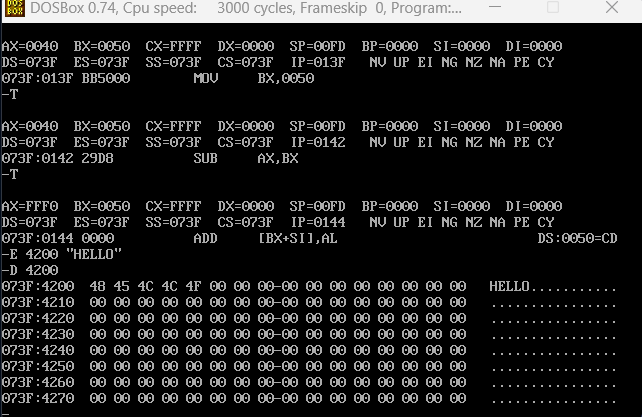 DOS BOX DOSBox 0.74, Cpu speed: 3000 cycles, Frameskip 0, Program:...
AX=0040 BX=0050 CX=FFFF DX=0000 SP=00FD BP=0000 SI=0000 DI=0000
DS=073F ES=073F SS=073F CS=073F IP=013F NV UP EI NG NZ NA PE CY
073F:013F BB5000 MOV BX,0050
-T
AX=0040 BX=0050 CX=FFFF DX=0000 SP=00FD BP=0000 SI=0000 DI=0000
DS=073F ES=073F SS=073F CS=073F IP=0142 NV UP EI NG NZ NA PE CY
073F:0142 29D8 SUB AX,BX
-T
AX=FFF0 BX=0050 CX=FFFF DX=0000 SP=00FD BP=0000 SI=0000 DI=0000
DS=073F ES=073F SS=073F CS=073F IP=0144 NV UP EI NG NZ NA PE CY
073F:0144 0000 ADD [BX+SI],AL DS:0050=CD
-E 4200 "HELLO"
-D 4200
073F:4200 48 45 4C 4C 4F 00 00 00-00 00 00 00 00 00 00 00 HELLO...........
073F:4210 00 00 00 00 00 00 00 00-00 00 00 00 00 00 00 00 ................
073F:4220 00 00 00 00 00 00 00 00-00 00 00 00 00 00 00 00 ................
073F:4230 00 00 00 00 00 00 00 00-00 00 00 00 00 00 00 00 ................
073F:4240 00 00 00 00 00 00 00 00-00 00 00 00 00 00 00 00 ................
073F:4250 00 00 00 00 00 00 00 00-00 00 00 00 00 00 00 00 ................
073F:4260 00 00 00 00 00 00 00 00-00 00 00 00 00 00 00 00 ................
073F:4270 00 00 00 00 00 00 00 00-00 00 00 00 00 00 00 00 ................
-